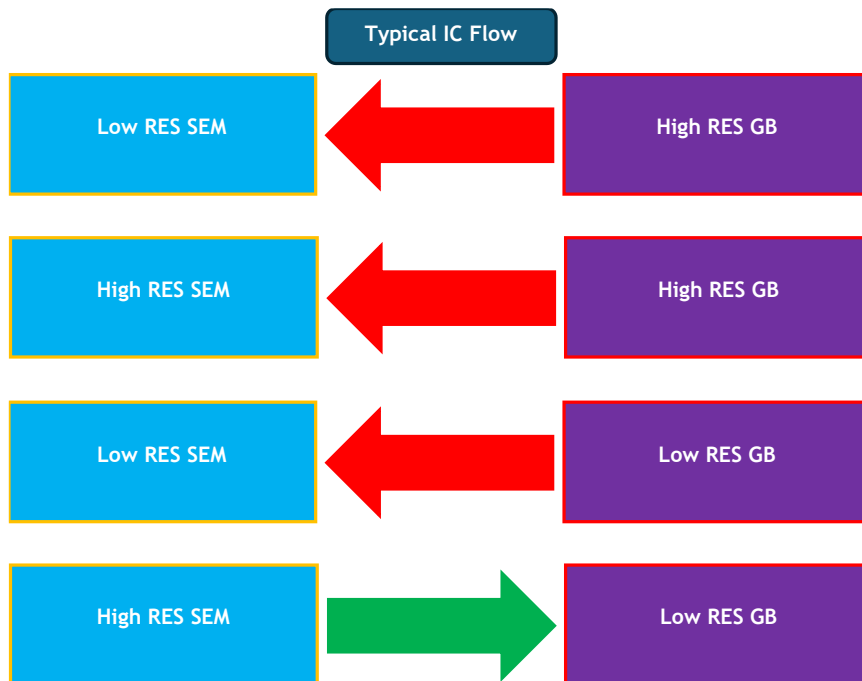 Typical IC Flow
Low RES SEM
High RES GB
High RES SEM
High RES GB
Low RES SEM
Low RES GB
High RES SEM
Low RES GB